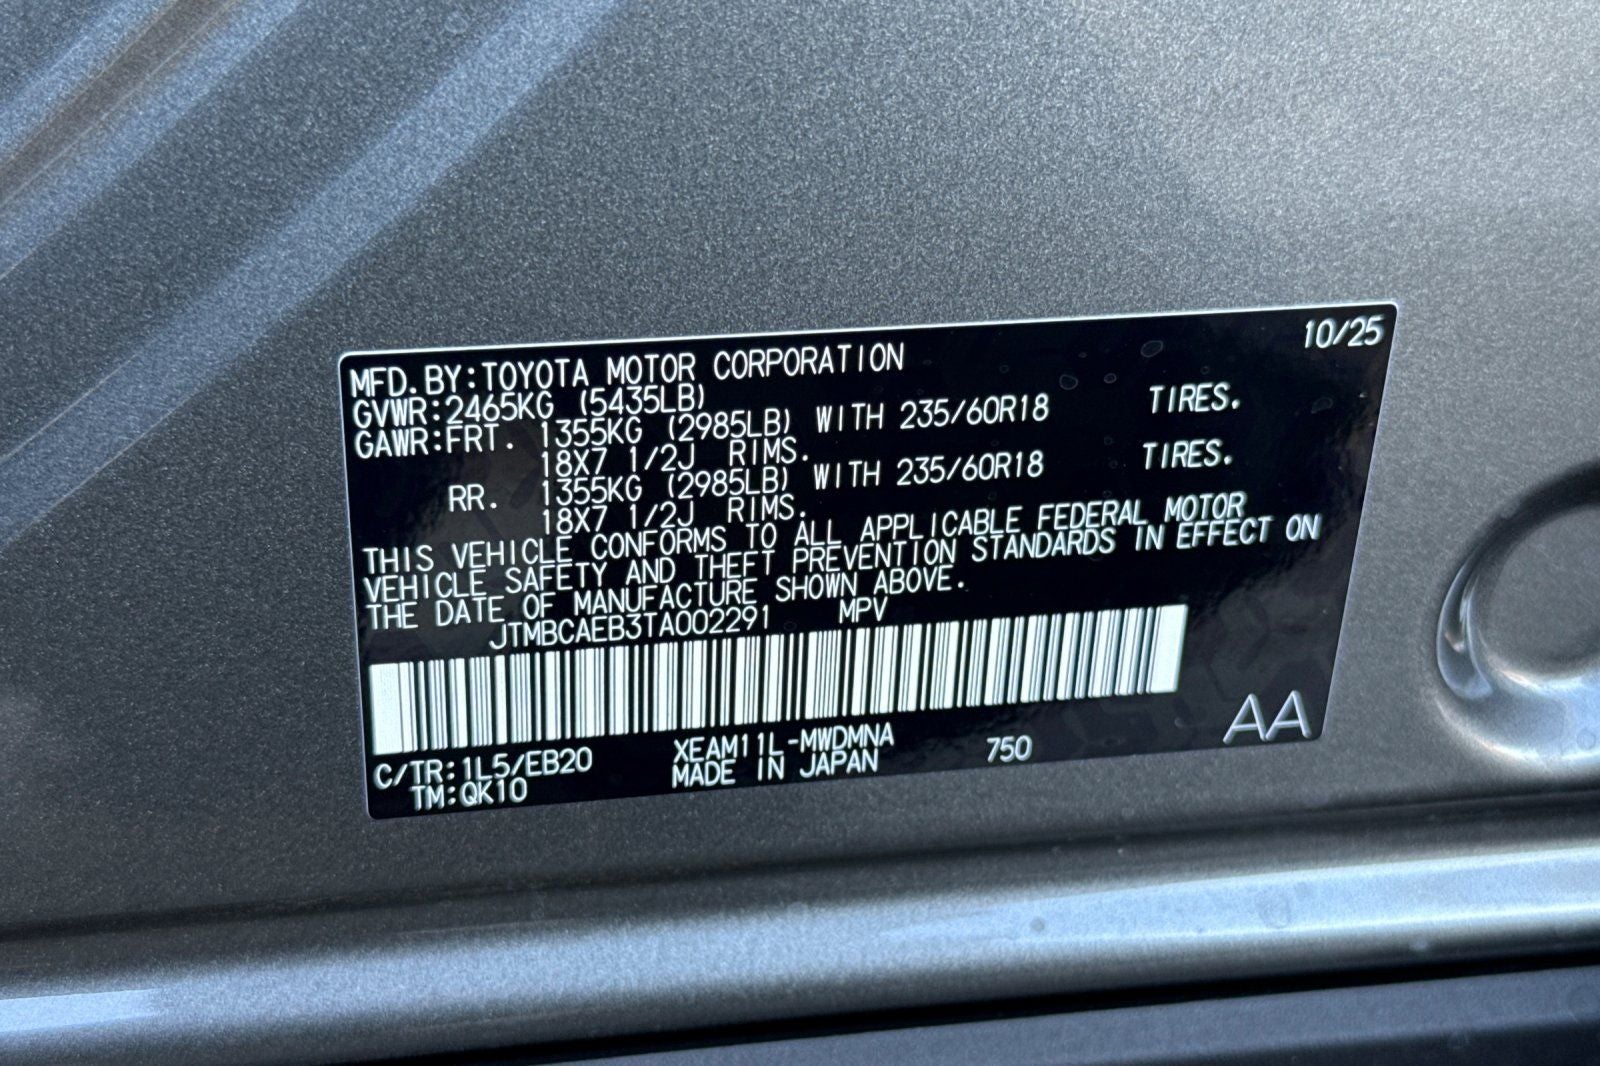 10/25
MFD.BY:TOYOTA MOTOR CORPORATION
GVWR:2465KG (5435LB)
GAWR:FRT. 1355KG (2985LB) WITH 235/60R18 TIRES.
18X7 1/2J RIMS.
RR. 1355KG (2985LB) WITH 235/60R18 TIRES.
18X7 1/2J RIMS.
THIS VEHICLE CONFORMS TO ALL APPLICABLE FEDERAL MOTOR
VEHICLE SAFETY AND THEFT PREVENTION STANDARDS IN EFFECT ON
THE DATE OF MANUFACTURE SHOWN ABOVE.
JTMBCAEB3TA002291 MPV
C/TR:1L5/EB20 XEAM11L-MWDMNA 750 AA
TM:QK10 MADE IN JAPAN